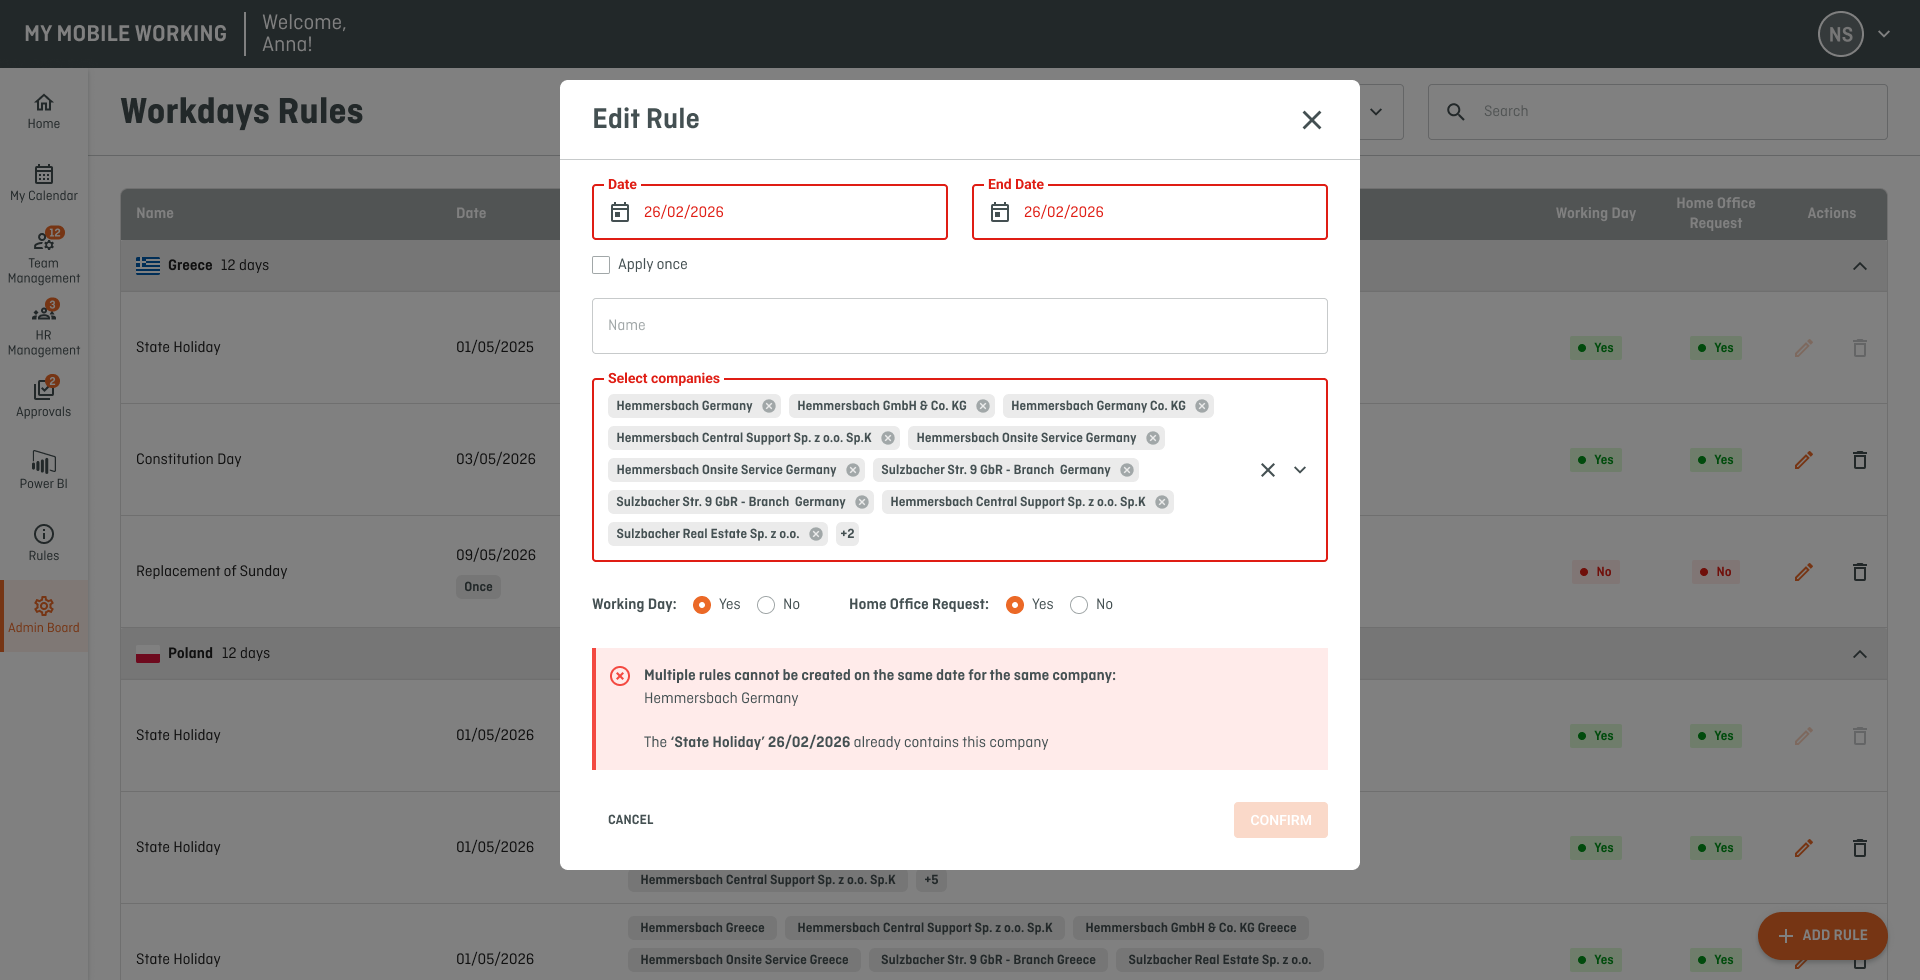 MY MOBILE WORKING
Welcome,
Anna!
NS
Home
My Calendar
12
Team
Management
3
HR
Management
2
Approvals
Power BI
Rules
Admin Board
Workdays Rules
Search
Name
Date
Working Day
Home Office
Request
Actions
Greece 12 days
State Holiday
01/05/2025
Yes
Yes
Constitution Day
03/05/2026
Yes
Yes
Replacement of Sunday
09/05/2026
Once
No
No
Poland 12 days
State Holiday
01/05/2026
Yes
Yes
State Holiday
01/05/2026
Hemmersbach Central Support Sp. z o.o. Sp.K
+5
Yes
Yes
State Holiday
01/05/2026
Hemmersbach Greece
Hemmersbach Central Support Sp. z o.o. Sp.K
Hemmersbach GmbH & Co. KG Greece
Hemmersbach Onsite Service Greece
Sulzbacher Str. 9 GbR - Branch Greece
Sulzbacher Real Estate Sp. z o.o.
Yes
Yes
ADD RULE
Edit Rule
Date
26/02/2026
End Date
26/02/2026
Apply once
Name
Select companies
Hemmersbach Germany
Hemmersbach GmbH & Co. KG
Hemmersbach Germany Co. KG
Hemmersbach Central Support Sp. z o.o. Sp.K
Hemmersbach Onsite Service Germany
Hemmersbach Onsite Service Germany
Sulzbacher Str. 9 GbR - Branch Germany
Sulzbacher Str. 9 GbR - Branch Germany
Hemmersbach Central Support Sp. z o.o. Sp.K
Sulzbacher Real Estate Sp. z o.o.
+2
Working Day: Yes No
Home Office Request: Yes No
Multiple rules cannot be created on the same date for the same company:
Hemmersbach Germany
The ‘State Holiday’ 26/02/2026 already contains this company
CANCEL
CONFIRM